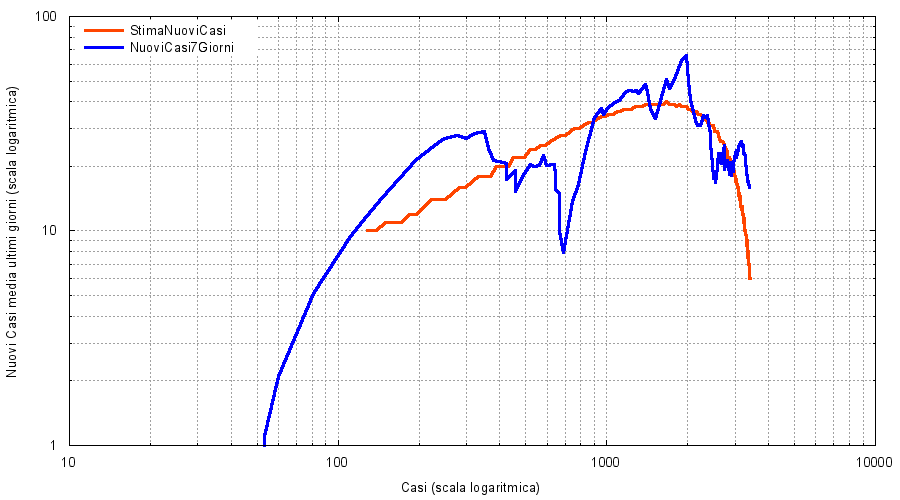 100
StimaNuoviCasi
NuoviCasi7Giorni
Nuovi Casi media ultimi giorni (scala logaritmica)
10
1
10
100
1000
10000
Casi (scala logaritmica)